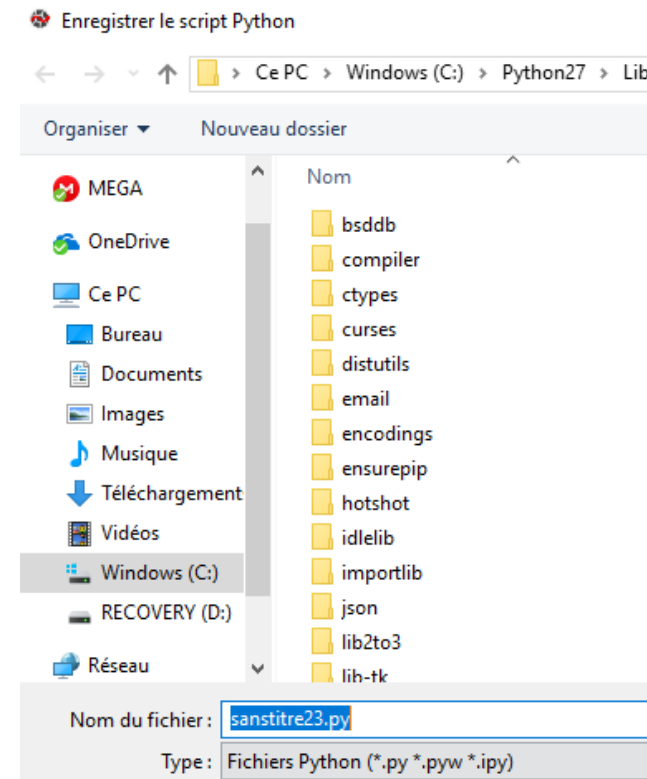 Enregistrer le script Python
Ce PC > Windows (C:) > Python27 > Lib
Organiser Nouveau dossier
MEGA
OneDrive
Ce PC
Bureau
Documents
Images
Musique
Téléchargement
Vidéos
Windows (C:)
RECOVERY (D:)
Réseau
Nom
bsddb
compiler
ctypes
curses
distutils
email
encodings
ensurepip
hotshot
idlelib
importlib
json
lib2to3
lib-tk
Nom du fichier : sanstitre23.py
Type : Fichiers Python (*.py *.pyw *.ipy)